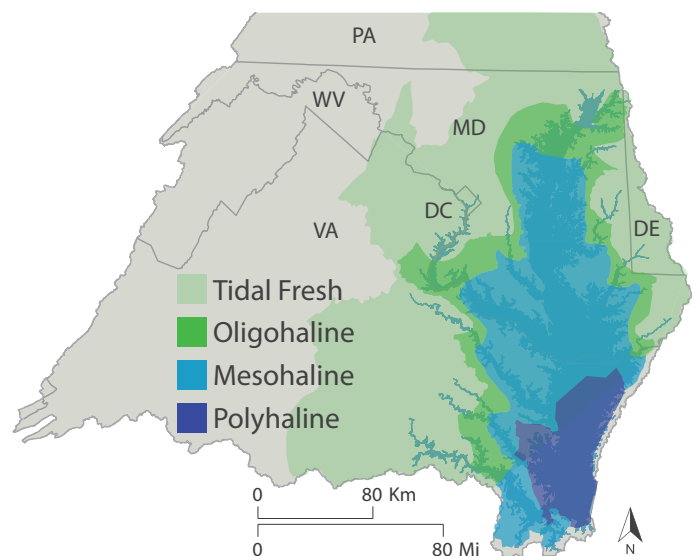 PA
WV
MD
DC
VA
DE
Tidal Fresh
Oligohaline
Mesohaline
Polyhaline
0 80 Km
0 80 Mi
N